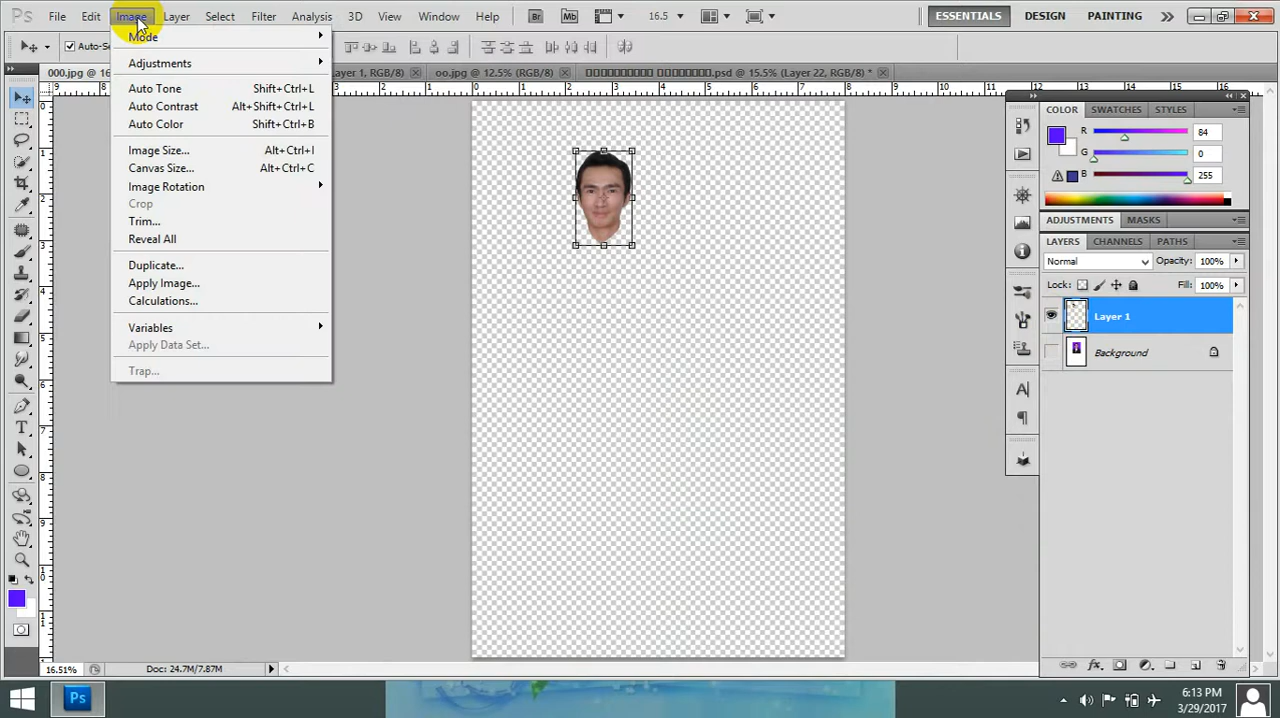 Ps File Edit Image Layer Select Filter Analysis 3D View Window Help Br Mb 16.5 ESSENTIALS DESIGN PAINTING
Auto-Se
000.jpg @ 16 Layer 1, RGB/8) oo.jpg @ 12.5% (RGB/8) .psd @ 15.5% (Layer 22, RGB/8) *
Mode
Adjustments
Auto Tone Shift+Ctrl+L
Auto Contrast Alt+Shift+Ctrl+L
Auto Color Shift+Ctrl+B
Image Size... Alt+Ctrl+I
Canvas Size... Alt+Ctrl+C
Image Rotation
Crop
Trim...
Reveal All
Duplicate...
Apply Image...
Calculations...
Variables
Apply Data Set...
Trap...
COLOR SWATCHES STYLES
R 84
G 0
B 255
ADJUSTMENTS MASKS
LAYERS CHANNELS PATHS
Normal Opacity: 100%
Lock: Fill: 100%
Layer 1
Background
16.51% Doc: 24.7M/7.87M
Ps
6:13 PM
3/29/2017